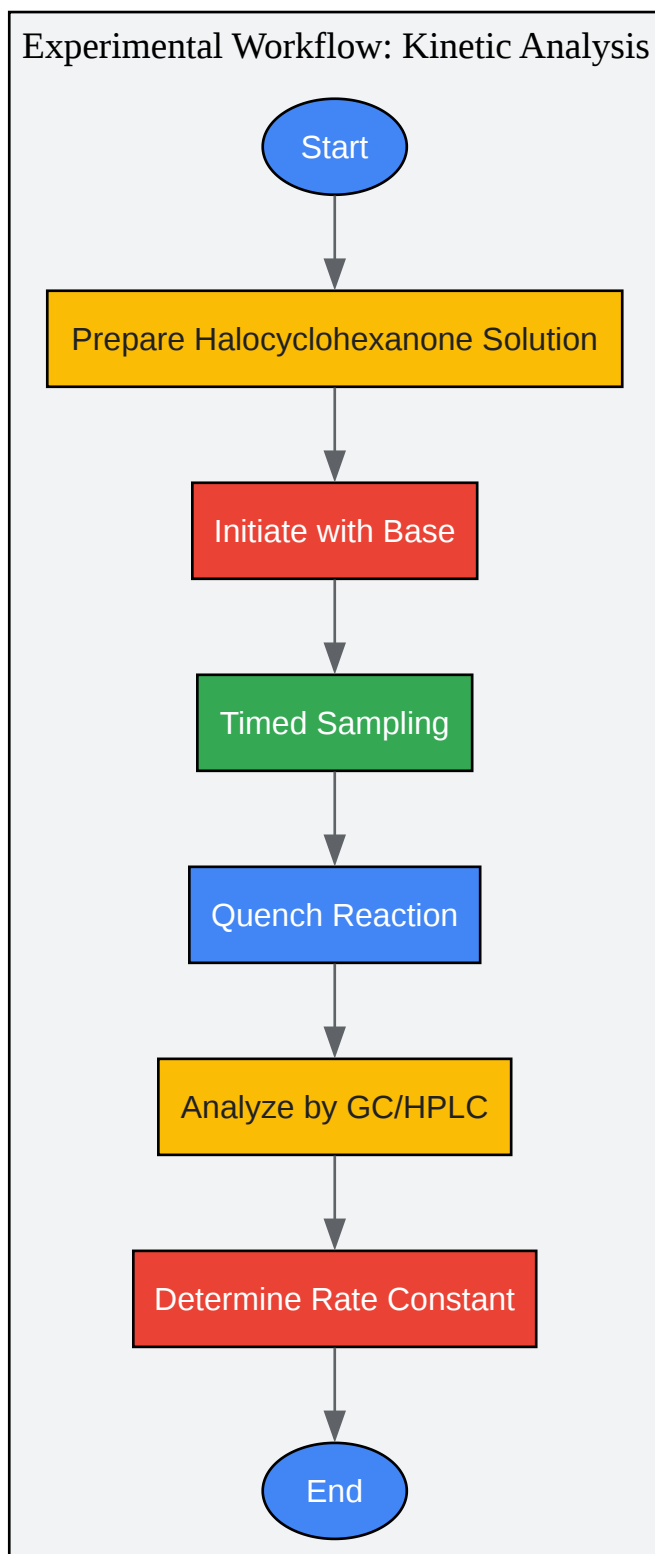 Experimental Workflow: Kinetic Analysis
Start
Prepare Halocyclohexanone Solution
Initiate with Base
Timed Sampling
Quench Reaction
Analyze by GC/HPLC
Determine Rate Constant
End